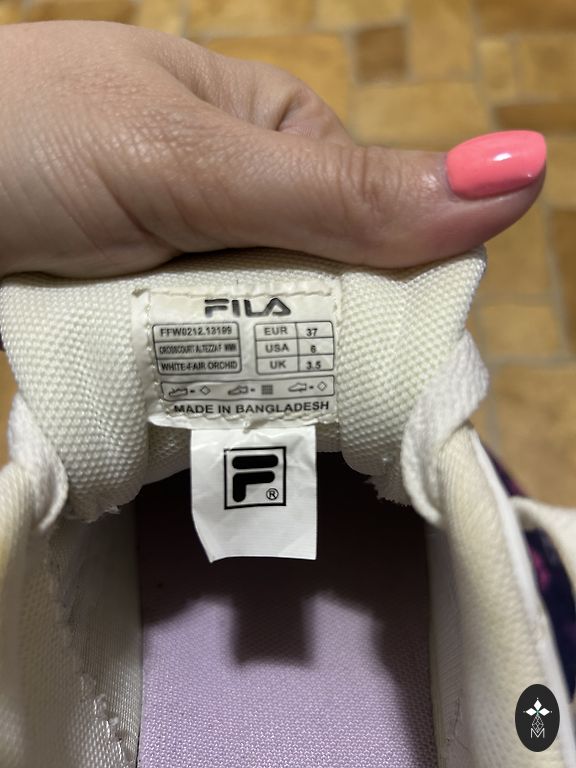 FILA
FFW0212.13199
CROSSCOURT ALTEZZA F WMN
WHITE-FAIR ORCHID
EUR 37
USA 6
UK 3.5
MADE IN BANGLADESH
F ®
M